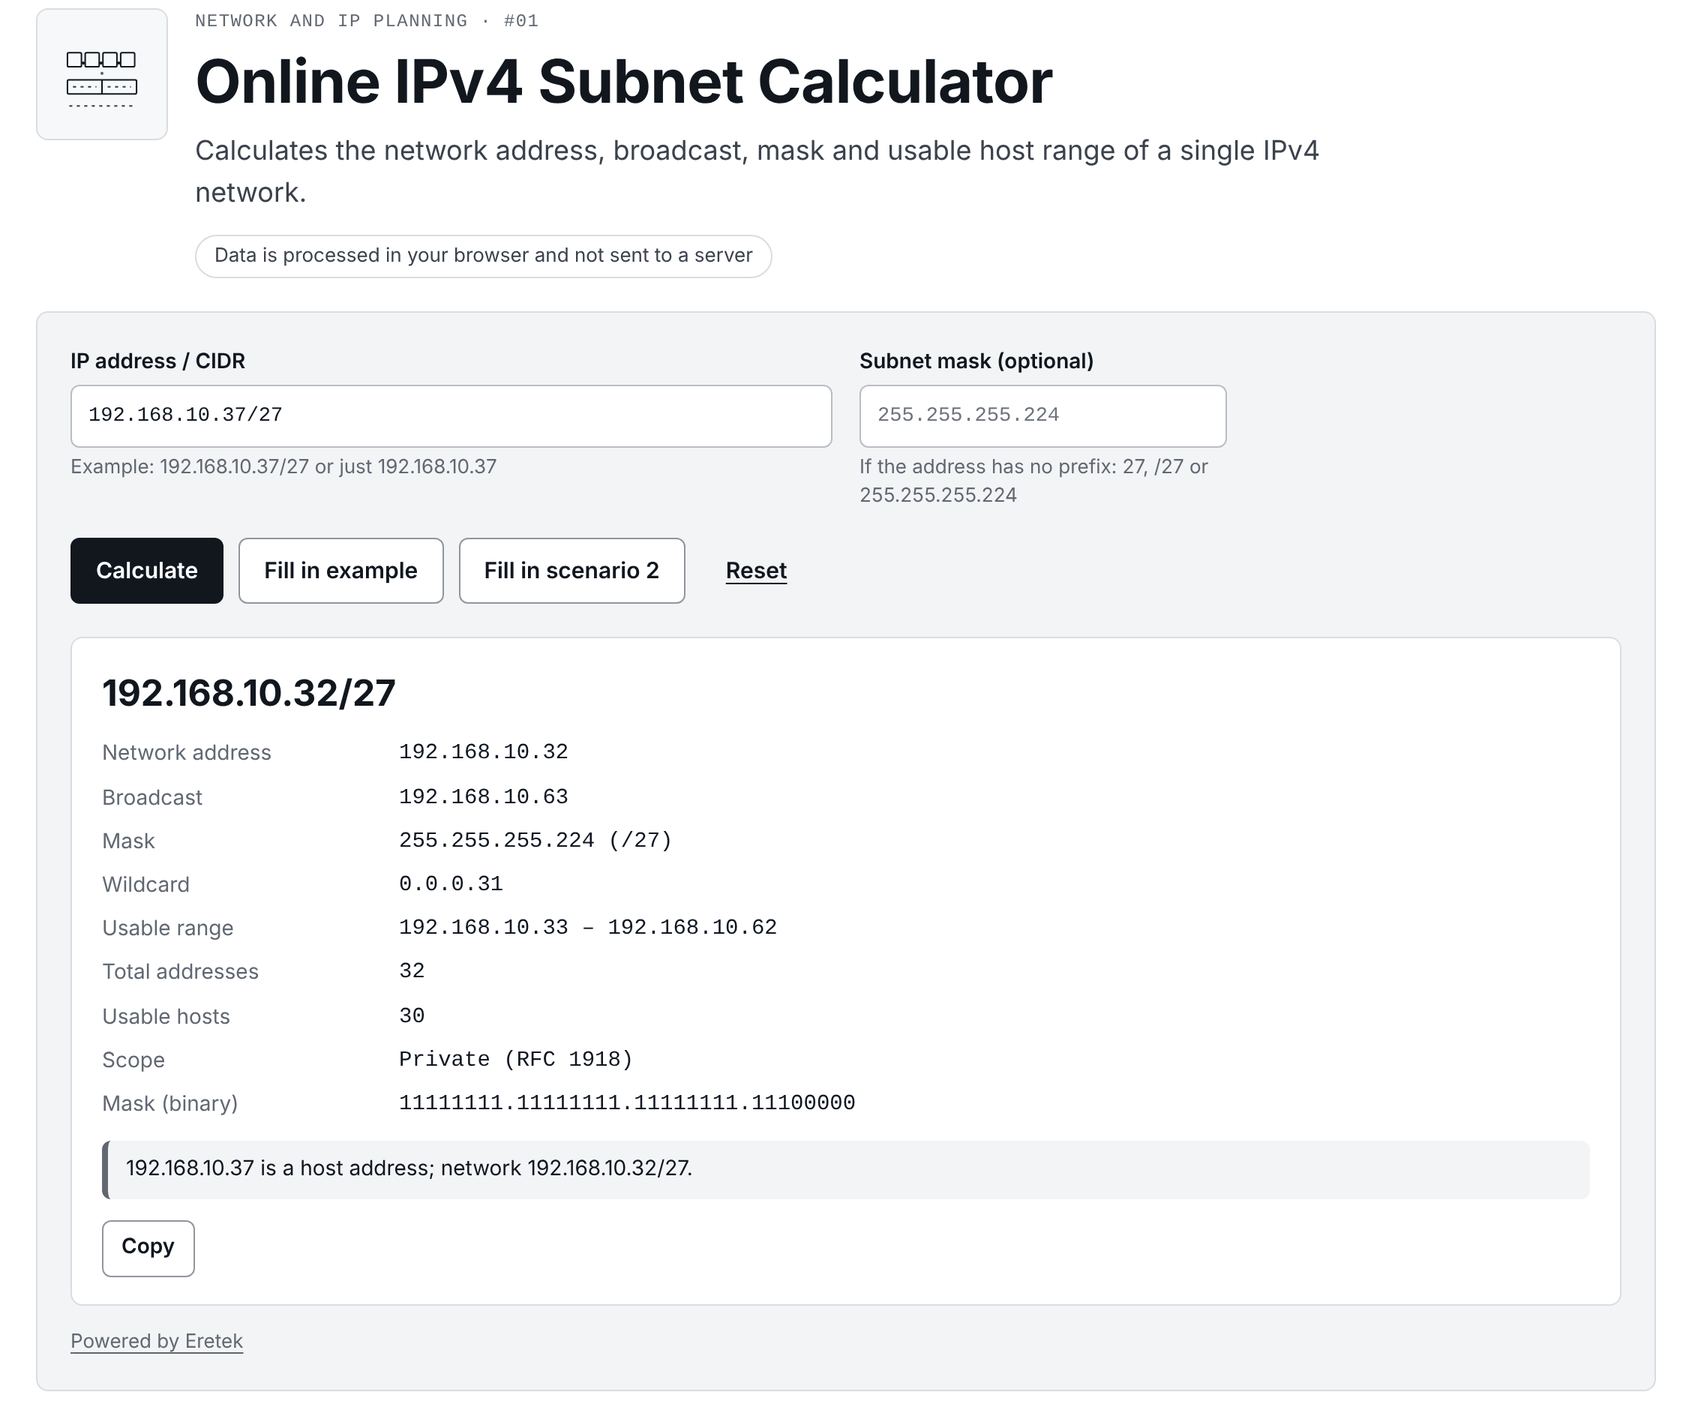 NETWORK AND IP PLANNING · #01
Online IPv4 Subnet Calculator
Calculates the network address, broadcast, mask and usable host range of a single IPv4
network.
Data is processed in your browser and not sent to a server
IP address / CIDR
Subnet mask (optional)
192.168.10.37/27
255.255.255.224
Example: 192.168.10.37/27 or just 192.168.10.37
If the address has no prefix: 27, /27 or
255.255.255.224
Calculate
Fill in example
Fill in scenario 2
Reset
192.168.10.32/27
Network address 192.168.10.32
Broadcast 192.168.10.63
Mask 255.255.255.224 (/27)
Wildcard 0.0.0.31
Usable range 192.168.10.33 – 192.168.10.62
Total addresses 32
Usable hosts 30
Scope Private (RFC 1918)
Mask (binary) 11111111.11111111.11111111.11100000
192.168.10.37 is a host address; network 192.168.10.32/27.
Copy
Powered by Eretek